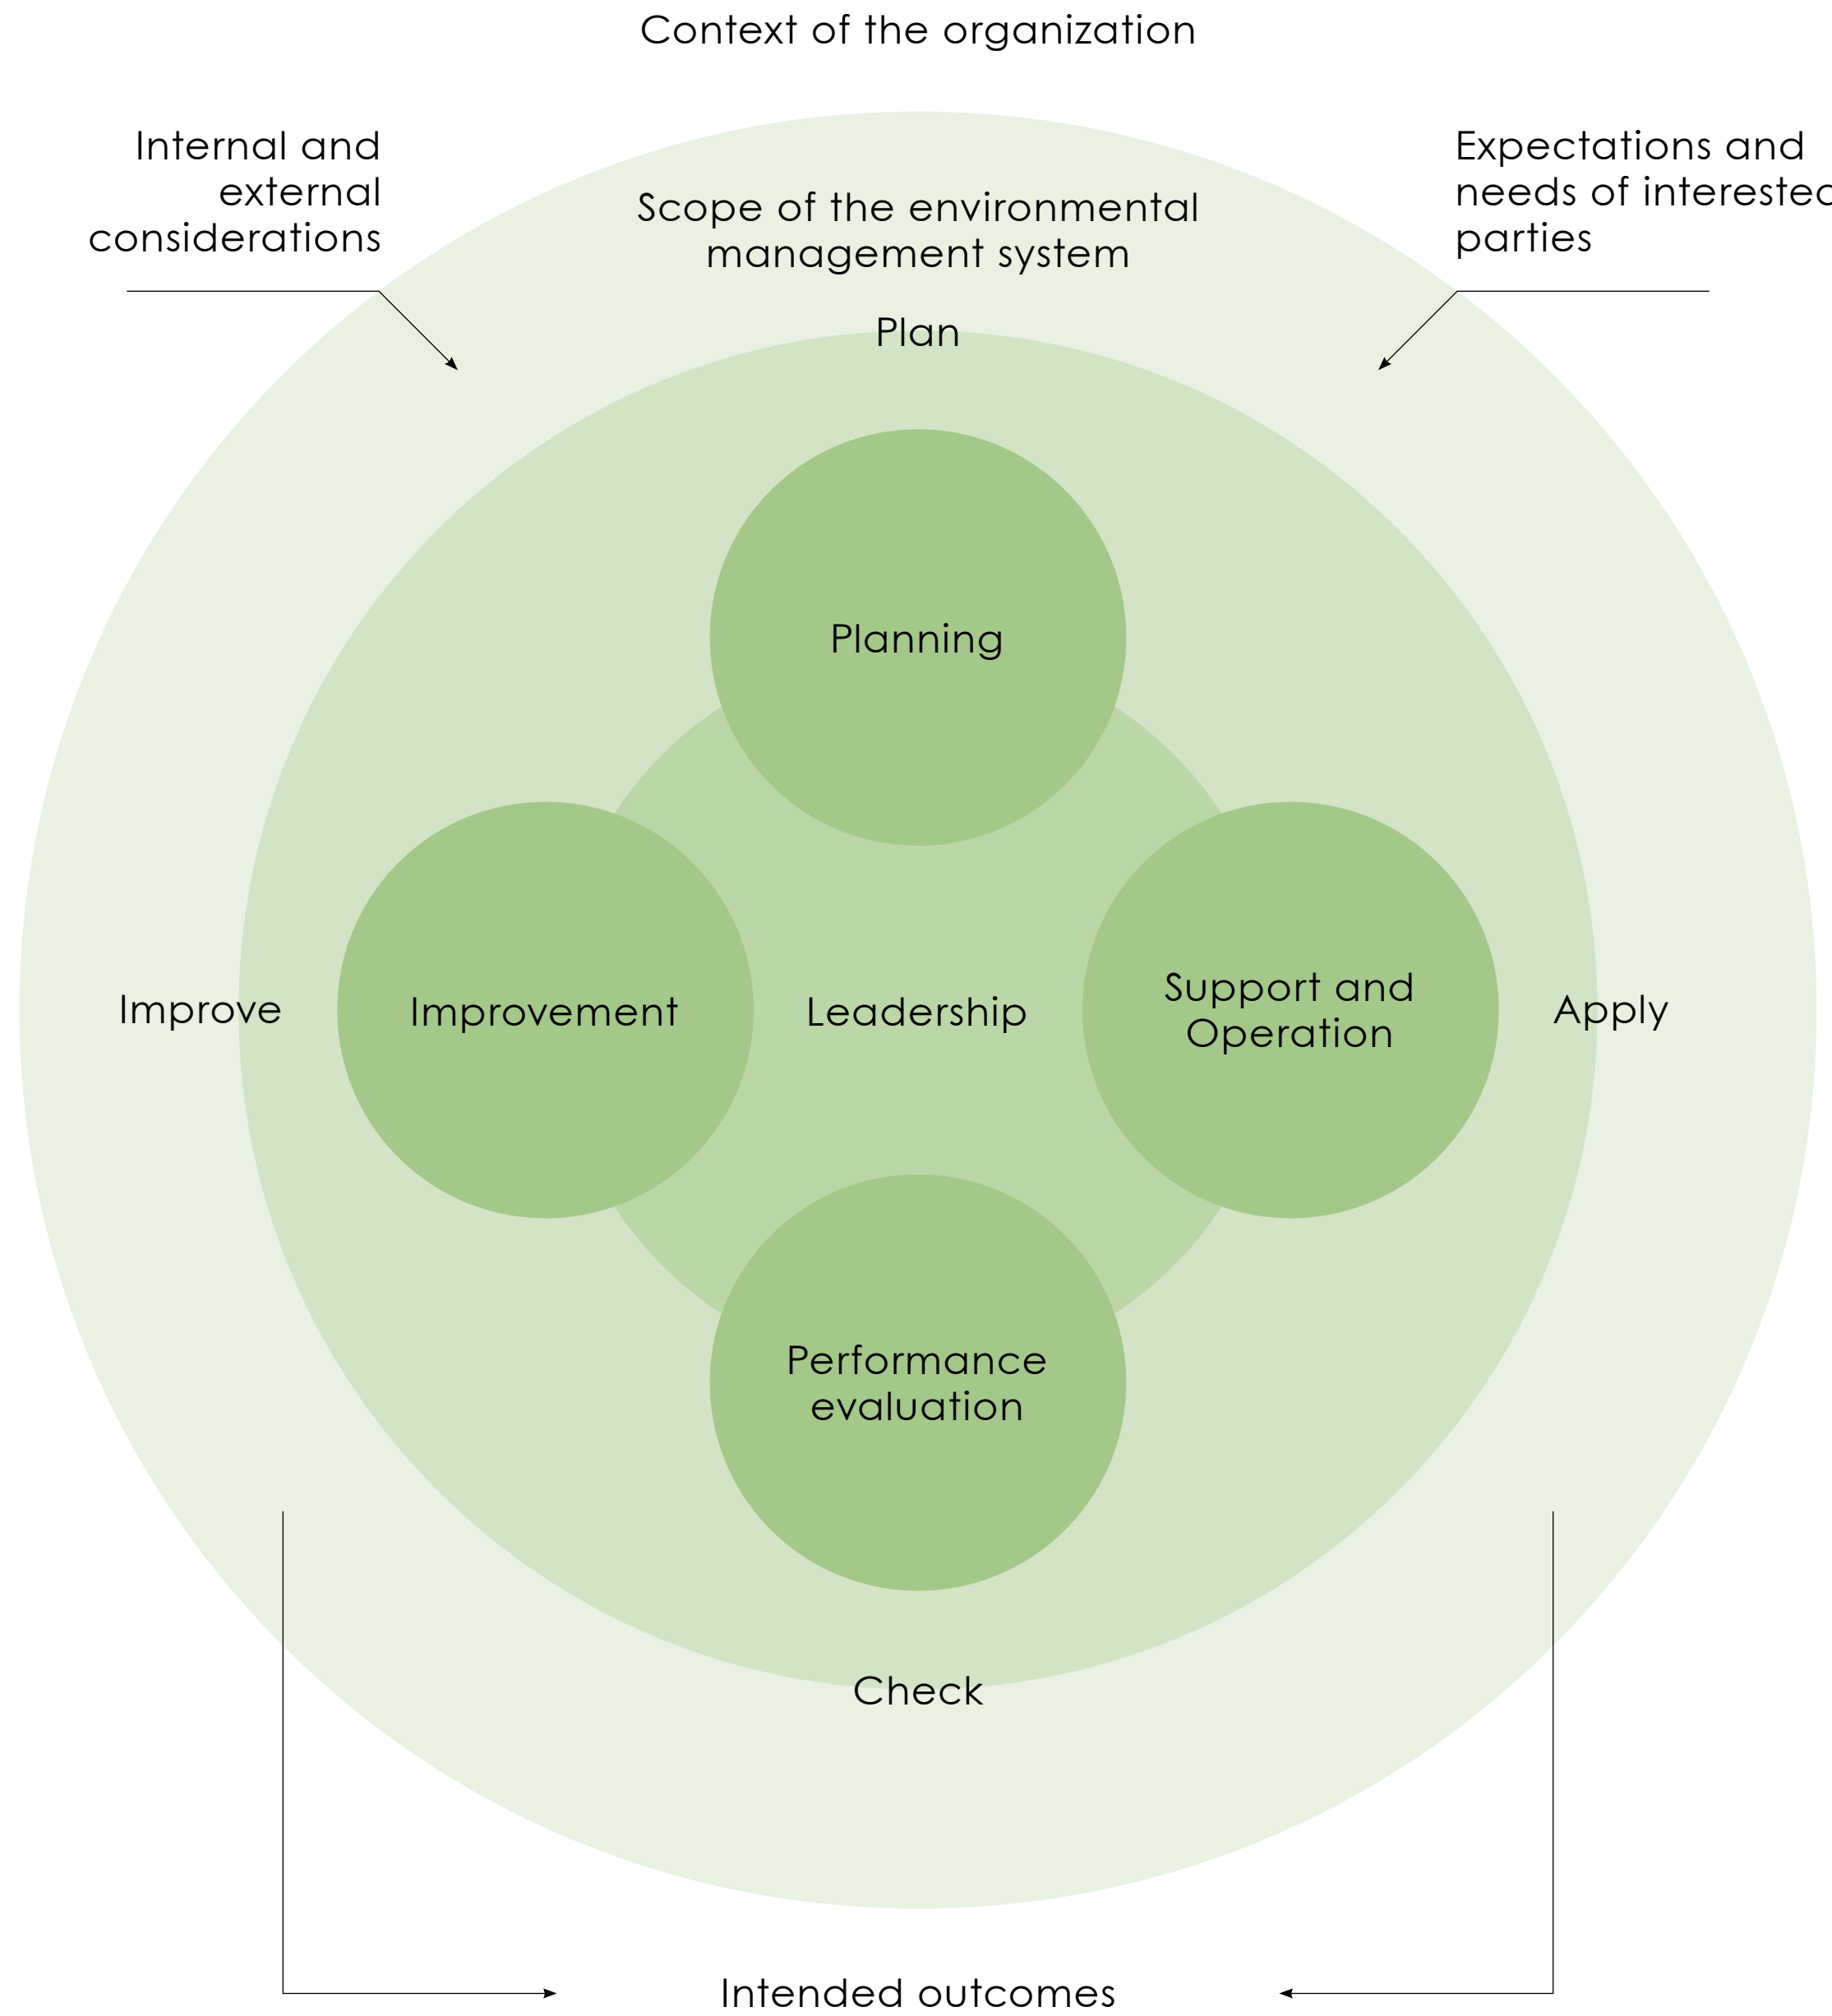 Context of the organization
Internal and
external
considerations
Expectations and
needs of interested
parties
Scope of the environmental
management system
Plan
Planning
Improve
Improvement
Leadership
Support and
Operation
Apply
Performance
evaluation
Check
Intended outcomes